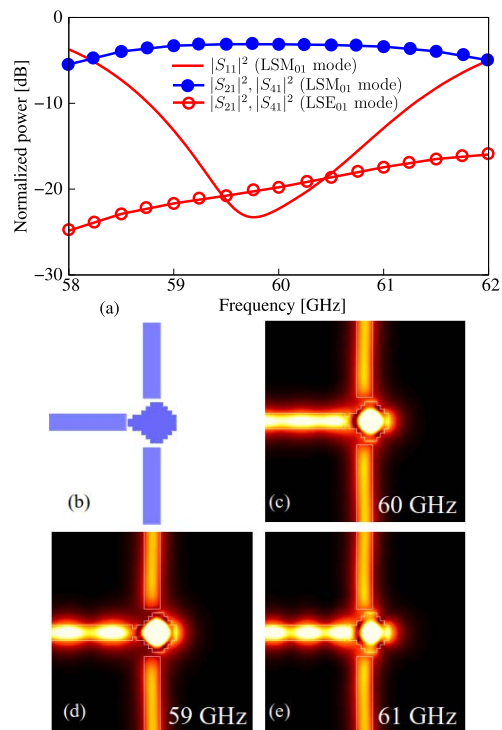 0
−10
−20
−30
Normalized power [dB]
|S₁₁|² (LSM₀₁ mode)
|S₂₁|², |S₄₁|² (LSM₀₁ mode)
|S₂₁|², |S₄₁|² (LSE₀₁ mode)
58 59 60 61 62
(a) Frequency [GHz]
(b)
(c) 60 GHz
(d) 59 GHz
(e) 61 GHz